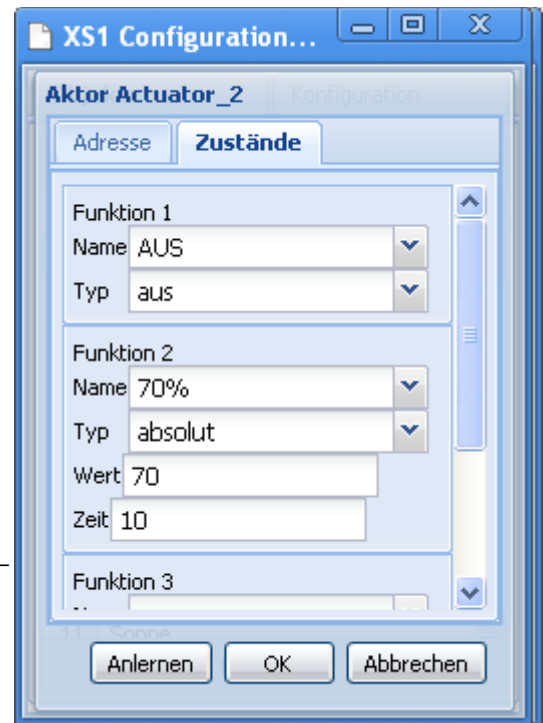 XS1 Configuration...
Aktor Actuator_2 Konfiguration
Adresse Zustände
Funktion 1
Name AUS
Typ aus
Funktion 2
Name 70%
Typ absolut
Wert 70
Zeit 10
Funktion 3
11 Sonne
Anlernen OK Abbrechen